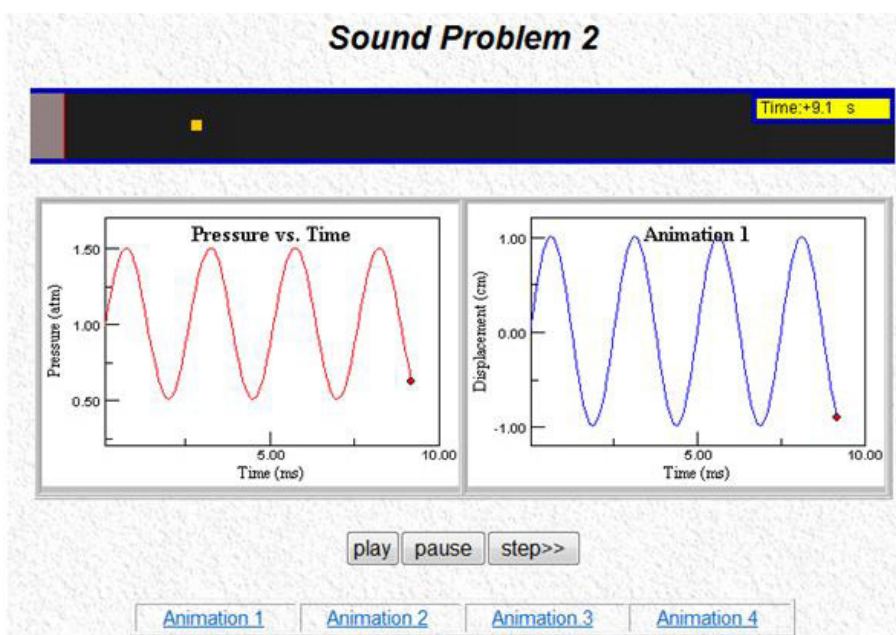 Sound Problem 2
Time:+9.1 s
Pressure vs. Time
1.50
1.00
0.50
Pressure (atm)
5.00
10.00
Time (ms)
Animation 1
1.00
0.00
-1.00
Displacement (cm)
5.00
10.00
Time (ms)
play pause step>>
Animation 1 Animation 2 Animation 3 Animation 4